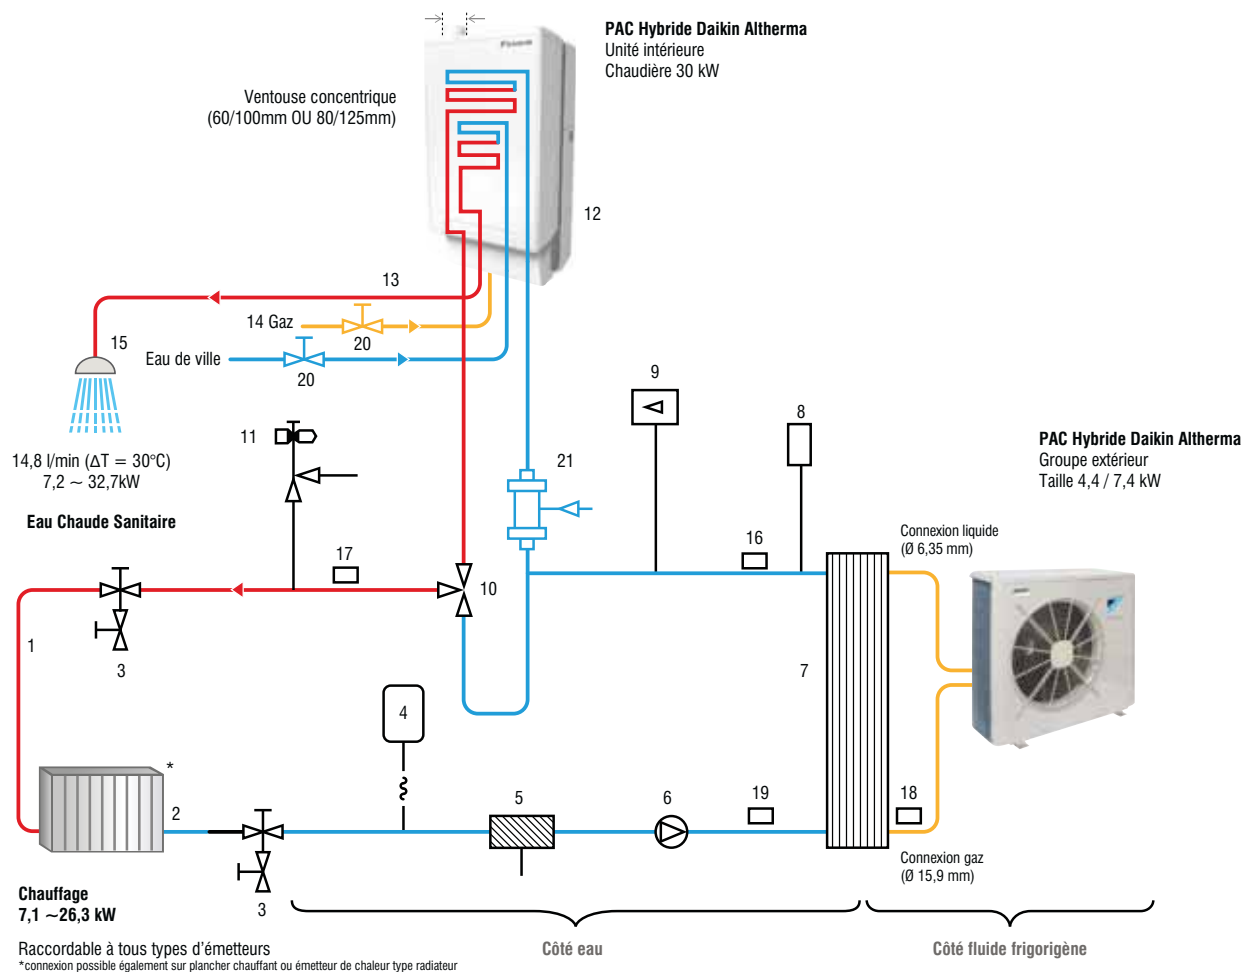 PAC Hybride Daikin Altherma
Unité intérieure
Chaudière 30 kW
Ventouse concentrique
(60/100mm OU 80/125mm)
12
13
14 Gaz
20
15
Eau de ville
20
14,8 l/min (ΔT = 30°C)
7,2 ~ 32,7kW
Eau Chaude Sanitaire
11
9
8
21
PAC Hybride Daikin Altherma
Groupe extérieur
Taille 4,4 / 7,4 kW
Connexion liquide
(Ø 6,35 mm)
17
16
10
1
3
7
4
*
2
5
6
19
18
Connexion gaz
(Ø 15,9 mm)
3
Chauffage
7,1 ~26,3 kW
Raccordable à tous types d'émetteurs
*connexion possible également sur plancher chauffant ou émetteur de chaleur type radiateur
Côté eau
Côté fluide frigorigène